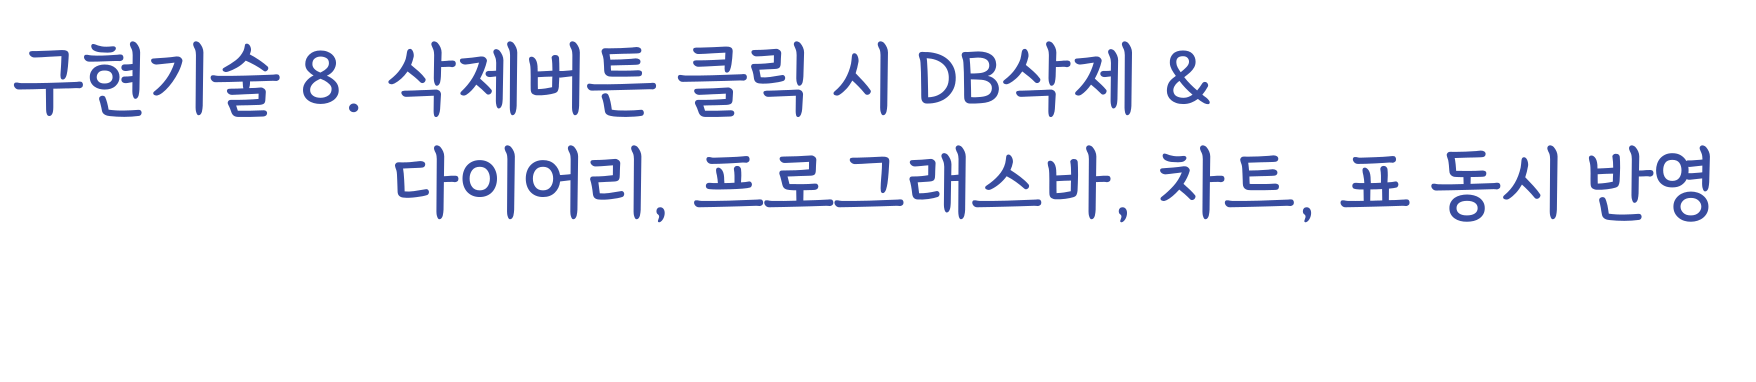 구현기술 8. 삭제버튼 클릭 시 DB삭제 &
다이어리, 프로그래스바, 차트, 표 동시 반영